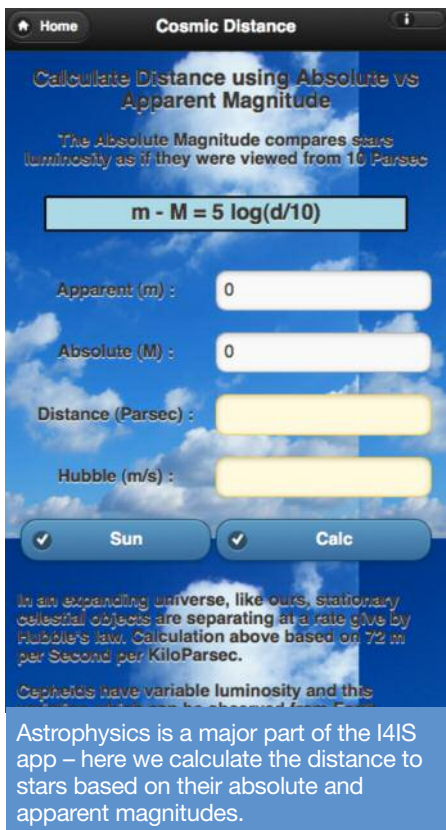 Home
Cosmic Distance
i
Calculate Distance using Absolute vs
Apparent Magnitude
The Absolute Magnitude compares stars
luminosity as if they were viewed from 10 Parsec
m - M = 5 log(d/10)
Apparent (m) :
0
Absolute (M) :
0
Distance (Parsec) :
Hubble (m/s) :
Sun
Calc
In an expanding universe, like ours, stationary
celestial objects are separating at a rate give by
Hubble's law. Calculation above based on 72 m
per Second per KiloParsec.
Cepheids have variable luminosity and this
Astrophysics is a major part of the I4IS
app – here we calculate the distance to
stars based on their absolute and
apparent magnitudes.